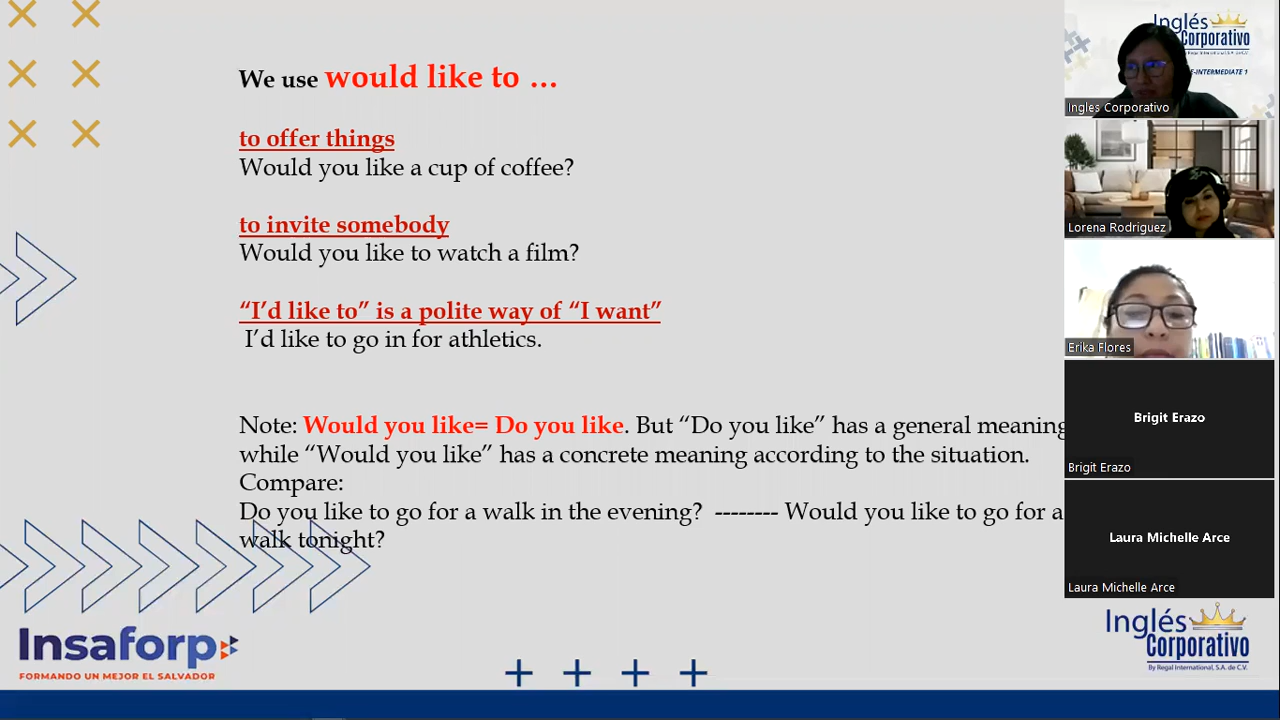 We use would like to …
to offer things
Would you like a cup of coffee?
to invite somebody
Would you like to watch a film?
“I’d like to” is a polite way of “I want”
I’d like to go in for athletics.
Note: Would you like= Do you like. But “Do you like” has a general meaning
while “Would you like” has a concrete meaning according to the situation.
Compare:
Do you like to go for a walk in the evening? -------- Would you like to go for a
walk tonight?
Insaforp
FORMANDO UN MEJOR EL SALVADOR
Inglés
Corporativo
Ingles Corporativo
Lorena Rodriguez
Erika Flores
Brigit Erazo
Brigit Erazo
Laura Michelle Arce
Laura Michelle Arce
Inglés
Corporativo
By Regal International, S.A. de C.V.